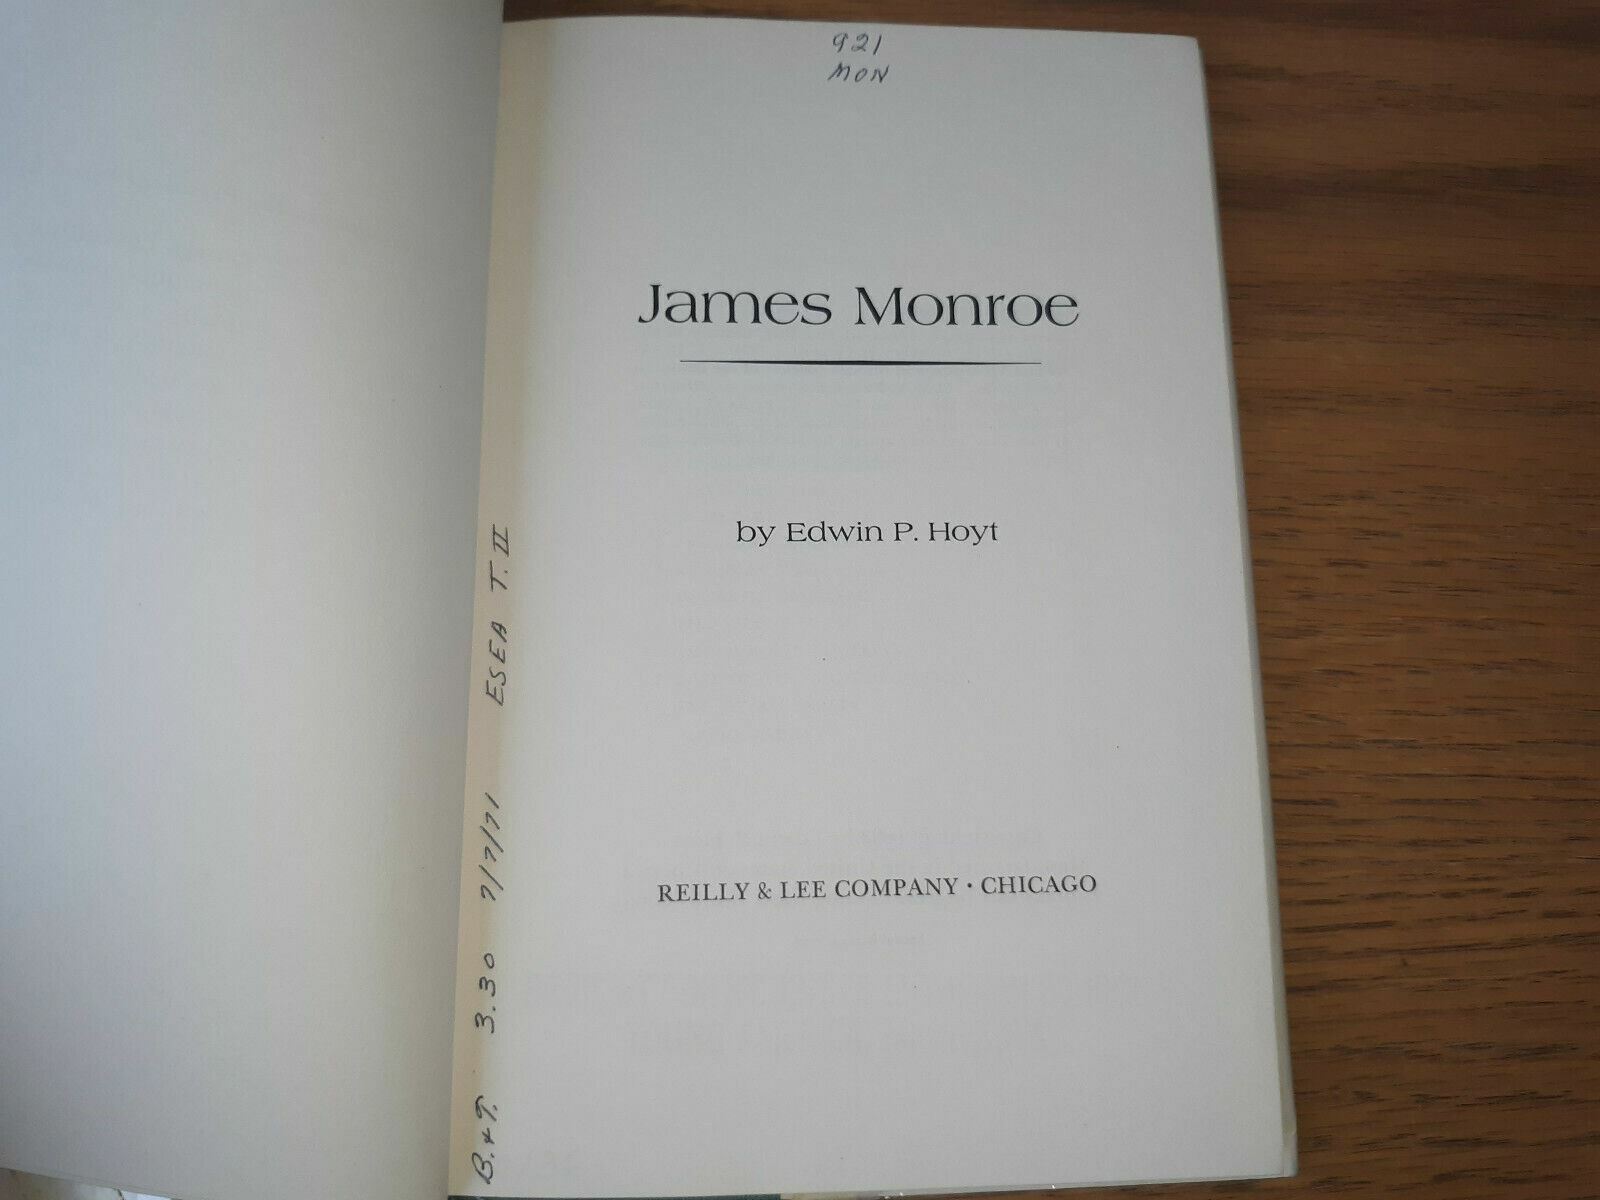 921
MON
James Monroe
by Edwin P. Hoyt
REILLY & LEE COMPANY • CHICAGO
B.&T. 3.30 7/7/71 ESEA T. II